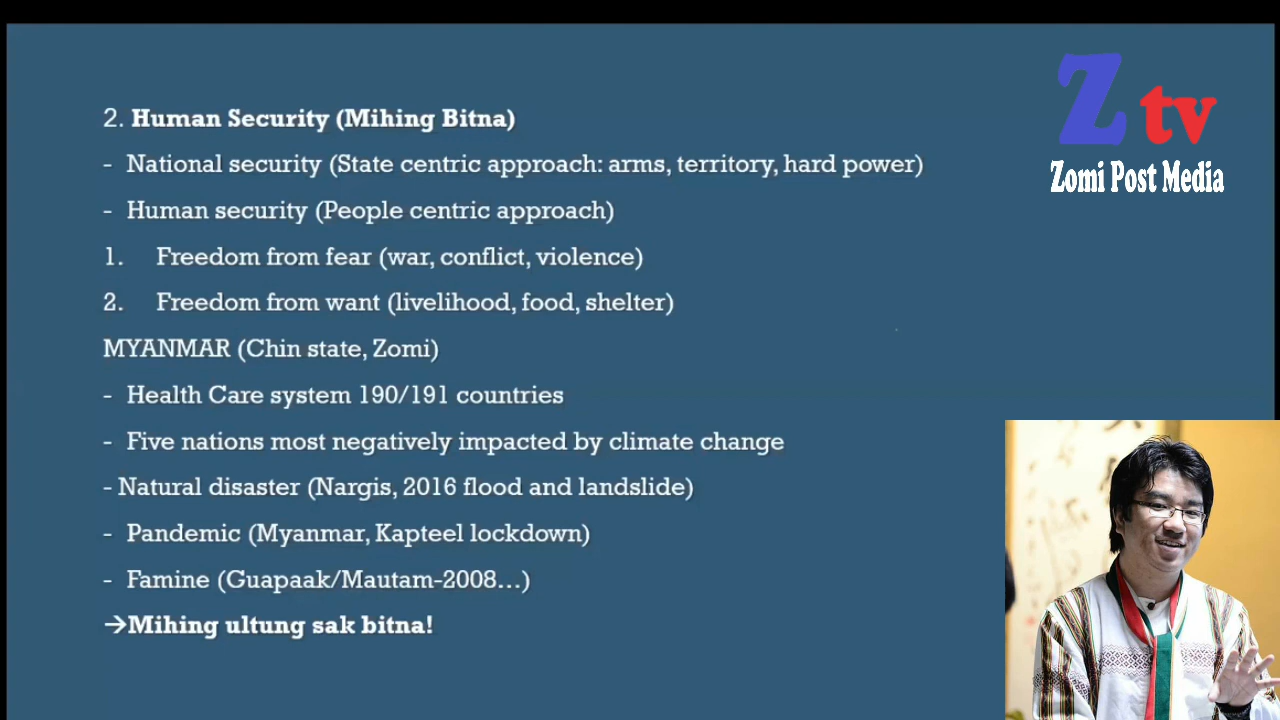 2. Human Security (Mihing Bitna)
- National security (State centric approach: arms, territory, hard power)
- Human security (People centric approach)
1. Freedom from fear (war, conflict, violence)
2. Freedom from want (livelihood, food, shelter)
MYANMAR (Chin state, Zomi)
- Health Care system 190/191 countries
- Five nations most negatively impacted by climate change
- Natural disaster (Nargis, 2016 flood and landslide)
- Pandemic (Myanmar, Kapteel lockdown)
- Famine (Guapaak/Mautam-2008...)
→Mihing ultung sak bitna!
Z tv
Zomi Post Media